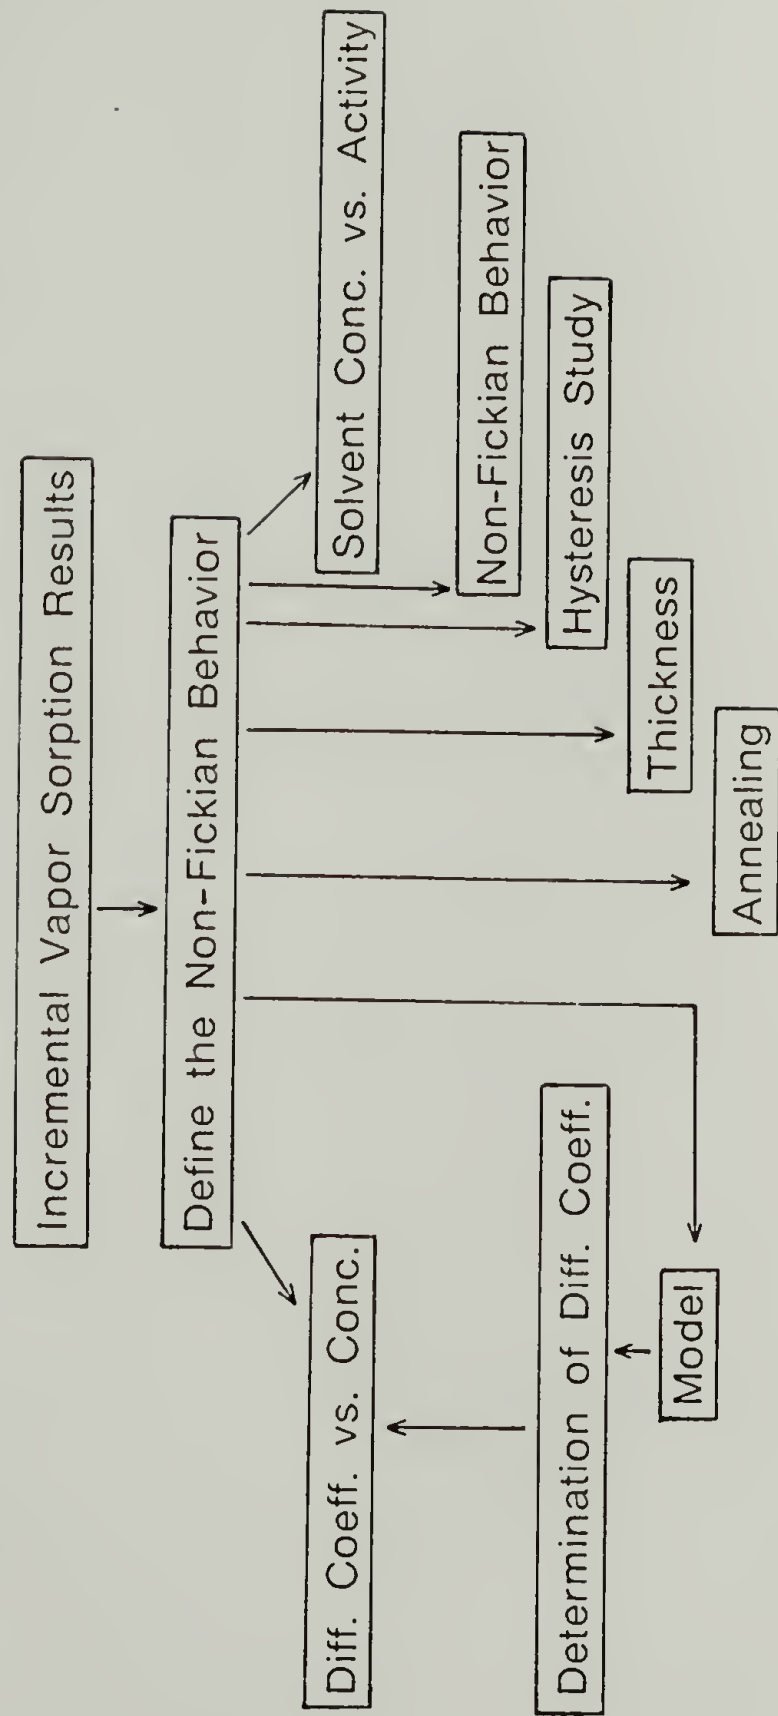 Incremental Vapor Sorption Results
Define the Non-Fickian Behavior
Diff. Coeff. vs. Conc.
Solvent Conc. vs. Activity
Non-Fickian Behavior
Determination of Diff. Coeff.
Hysteresis Study
Thickness
Model
Annealing